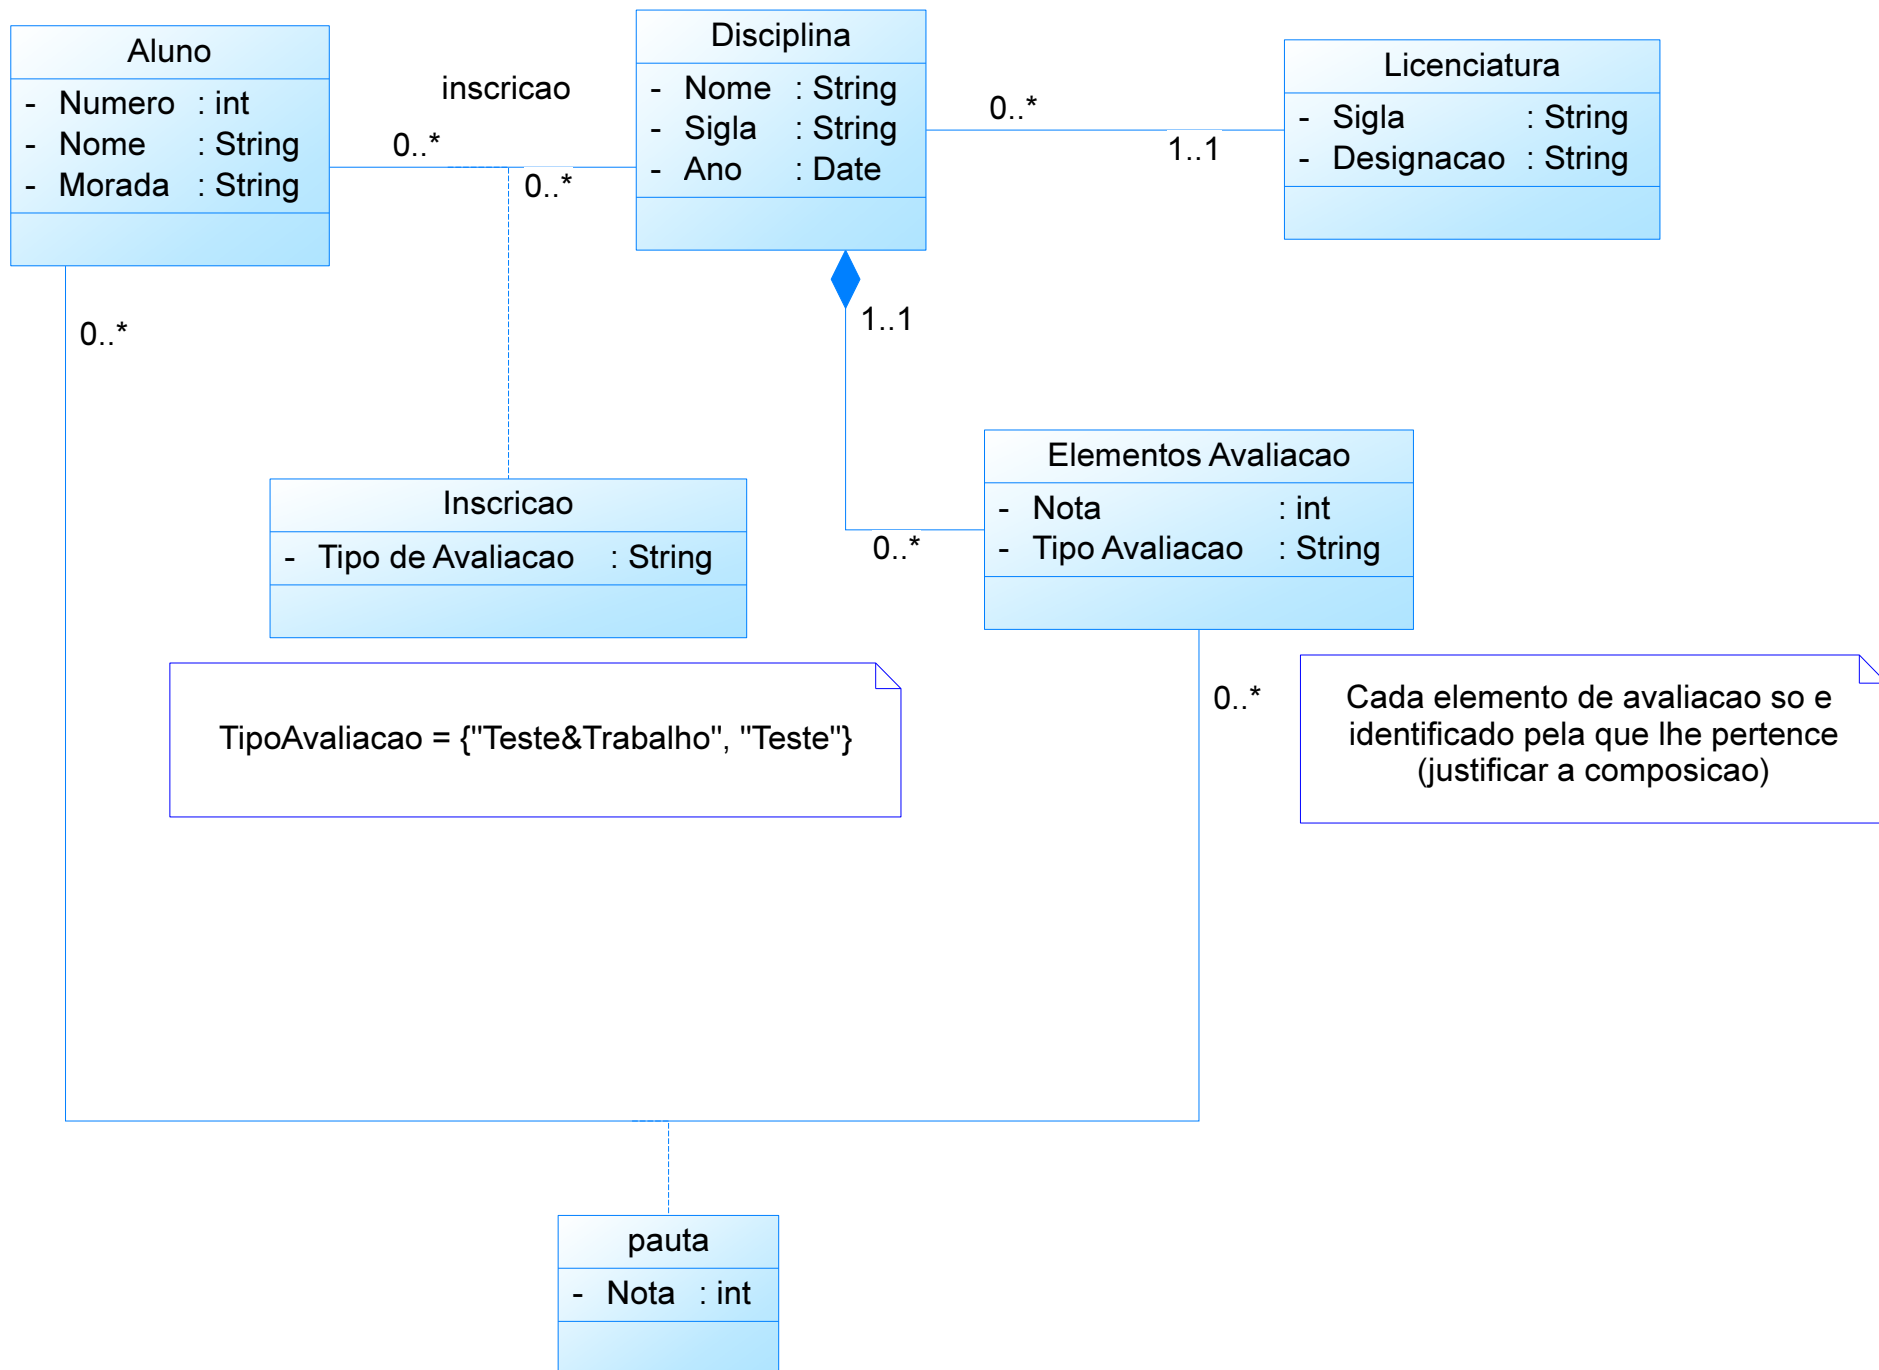 Aluno
- Numero : int
- Nome : String
- Morada : String
inscricao
0..*
0..*
Disciplina
- Nome : String
- Sigla : String
- Ano : Date
0..*
1..1
Licenciatura
- Sigla : String
- Designacao : String
0..*
1..1
Elementos Avaliacao
- Nota : int
- Tipo Avaliacao : String
0..*
Inscricao
- Tipo de Avaliacao : String
TipoAvaliacao = {"Teste&Trabalho", "Teste"}
0..*
Cada elemento de avaliacao so e
identificado pela que lhe pertence
(justificar a composicao)
pauta
- Nota : int